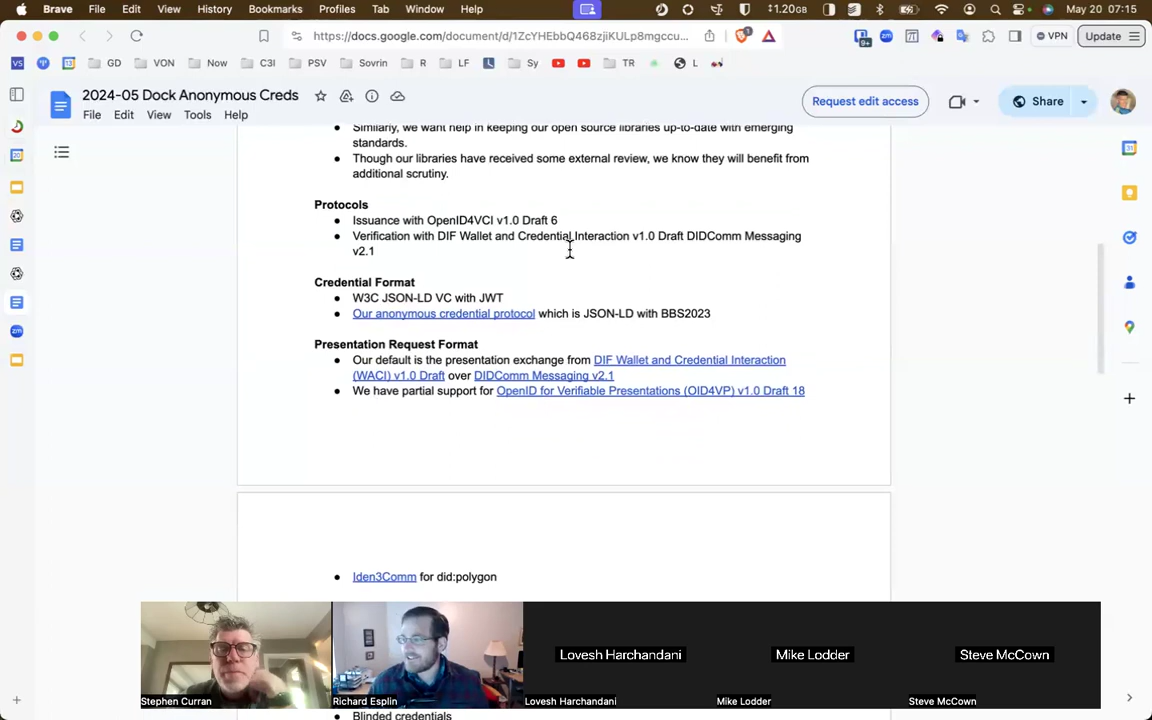 Brave File Edit View History Bookmarks Profiles Tab Window Help 1.20GB May 20 07:15
https://docs.google.com/document/d/1ZcYHEbbQ468zjiKULp8mgccu... 9+ VPN Update
VS GD VON Now C3I PSV Sovrin R LF Sy TR L
2024-05 Dock Anonymous Creds
Request edit access Share
File Edit View Tools Help
• Similarly, we want help in keeping our open source libraries up-to-date with emerging
standards.
• Though our libraries have received some external review, we know they will benefit from
additional scrutiny.
Protocols
• Issuance with OpenID4VCI v1.0 Draft 6
• Verification with DIF Wallet and Credential Interaction v1.0 Draft DIDComm Messaging
v2.1
Credential Format
• W3C JSON-LD VC with JWT
• Our anonymous credential protocol which is JSON-LD with BBS2023
Presentation Request Format
• Our default is the presentation exchange from DIF Wallet and Credential Interaction
(WACI) v1.0 Draft over DIDComm Messaging v2.1
• We have partial support for OpenID for Verifiable Presentations (OID4VP) v1.0 Draft 18
• Iden3Comm for did:polygon
Lovesh Harchandani Mike Lodder Steve McCown
Stephen Curran Richard Esplin Lovesh Harchandani Mike Lodder Steve McCown
• Blinded credentials